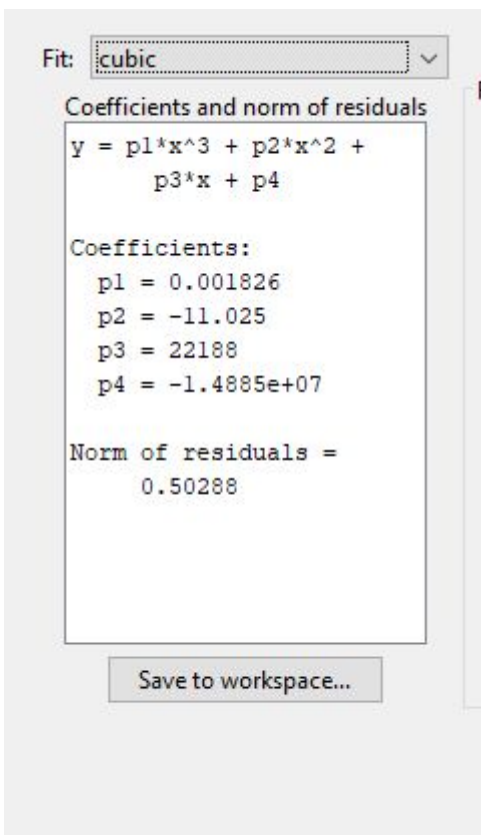 Fit: cubic
Coefficients and norm of residuals
y = p1*x^3 + p2*x^2 +
p3*x + p4
Coefficients:
p1 = 0.001826
p2 = -11.025
p3 = 22188
p4 = -1.4885e+07
Norm of residuals =
0.50288
Save to workspace...